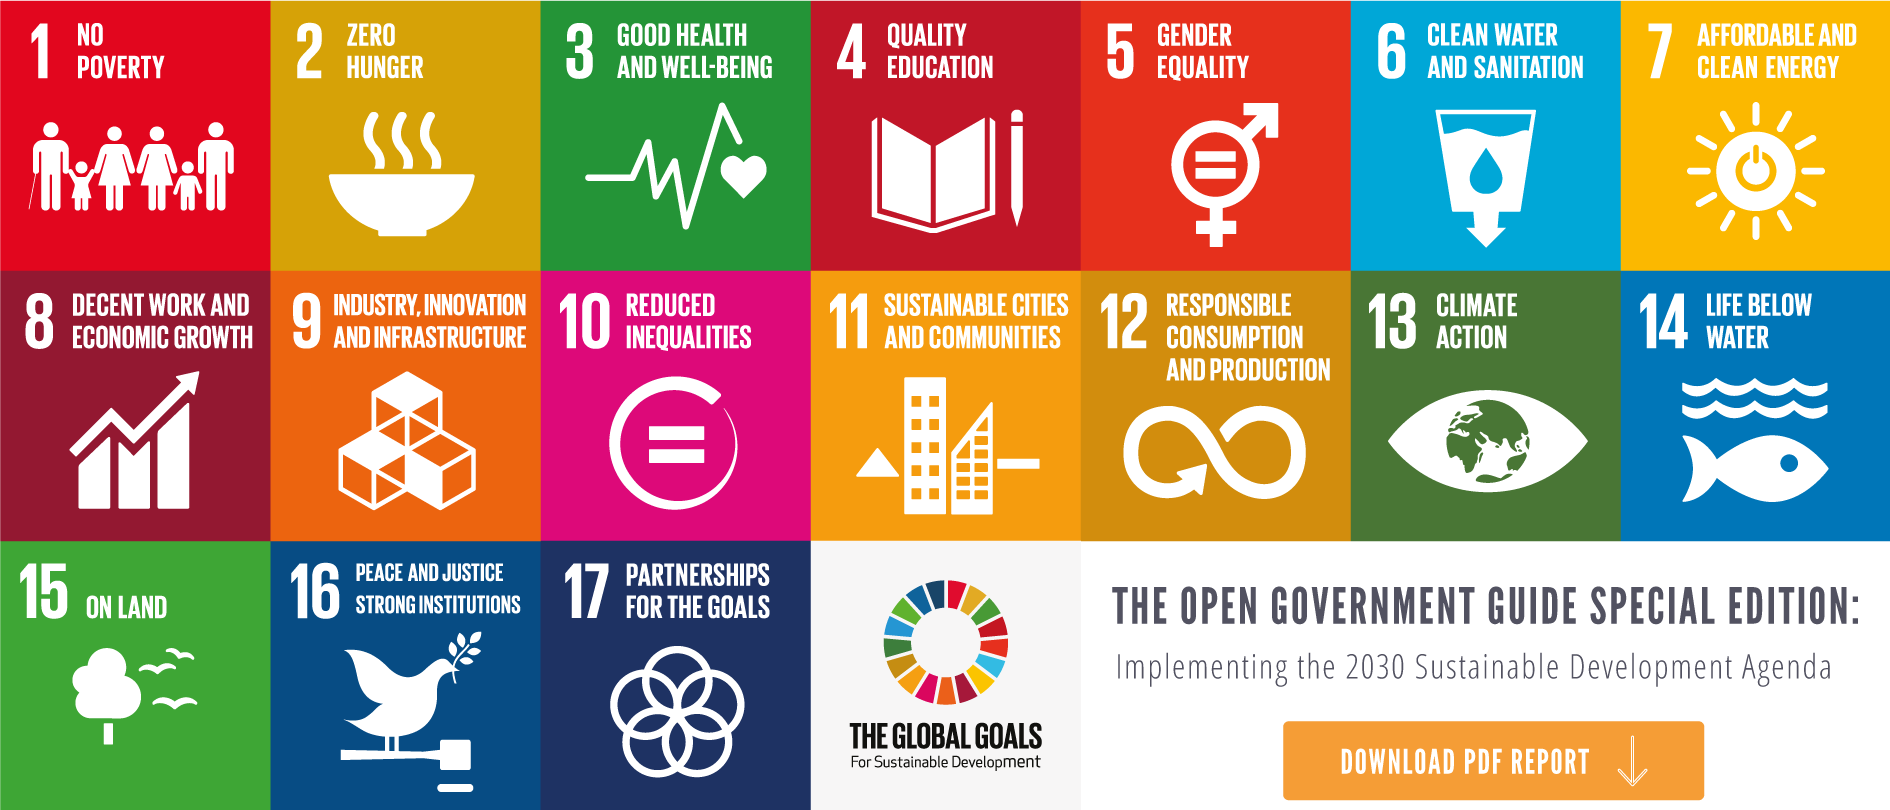 1 NO
POVERTY
2 ZERO
HUNGER
3 GOOD HEALTH
AND WELL-BEING
4 QUALITY
EDUCATION
5 GENDER
EQUALITY
6 CLEAN WATER
AND SANITATION
7 AFFORDABLE AND
CLEAN ENERGY
8 DECENT WORK AND
ECONOMIC GROWTH
9 INDUSTRY, INNOVATION
AND INFRASTRUCTURE
10 REDUCED
INEQUALITIES
11 SUSTAINABLE CITIES
AND COMMUNITIES
12 RESPONSIBLE
CONSUMPTION
AND PRODUCTION
13 CLIMATE
ACTION
14 LIFE BELOW
WATER
15 ON LAND
16 PEACE AND JUSTICE
STRONG INSTITUTIONS
17 PARTNERSHIPS
FOR THE GOALS
THE GLOBAL GOALS
For Sustainable Development
THE OPEN GOVERNMENT GUIDE SPECIAL EDITION:
Implementing the 2030 Sustainable Development Agenda
DOWNLOAD PDF REPORT